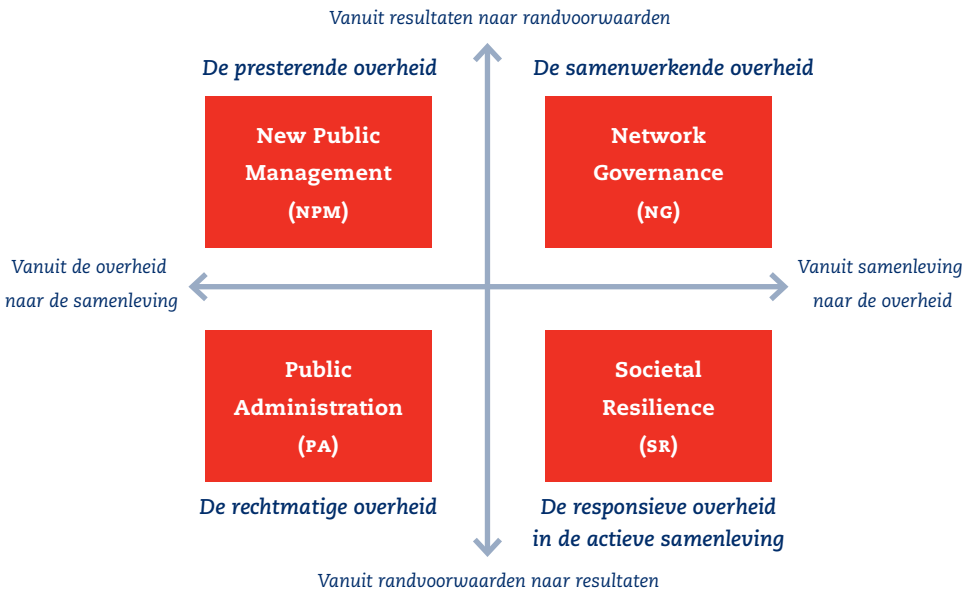 Vanuit resultaten naar randvoorwaarden
De presterende overheid
De samenwerkende overheid
New Public
Management
(NPM)
Network
Governance
(NG)
Vanuit de overheid
naar de samenleving
Vanuit samenleving
naar de overheid
Public
Administration
(PA)
Societal
Resilience
(SR)
De rechtmatige overheid
De responsieve overheid
in de actieve samenleving
Vanuit randvoorwaarden naar resultaten